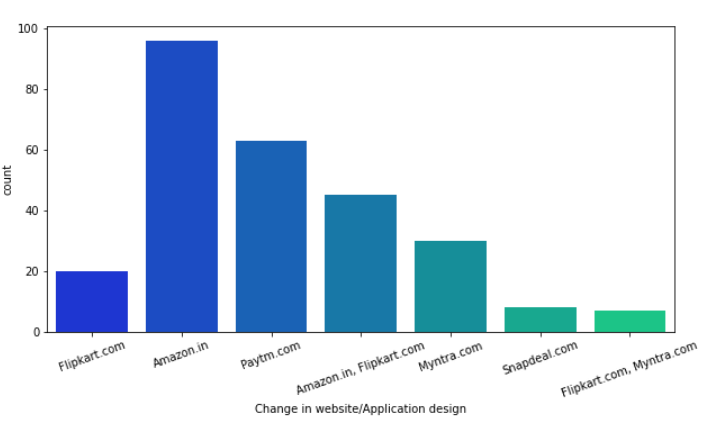 100
80
60
40
20
0
count
Flipkart.com
Amazon.in
Paytm.com
Amazon.in, Flipkart.com
Myntra.com
Snapdeal.com
Flipkart.com, Myntra.com
Change in website/Application design